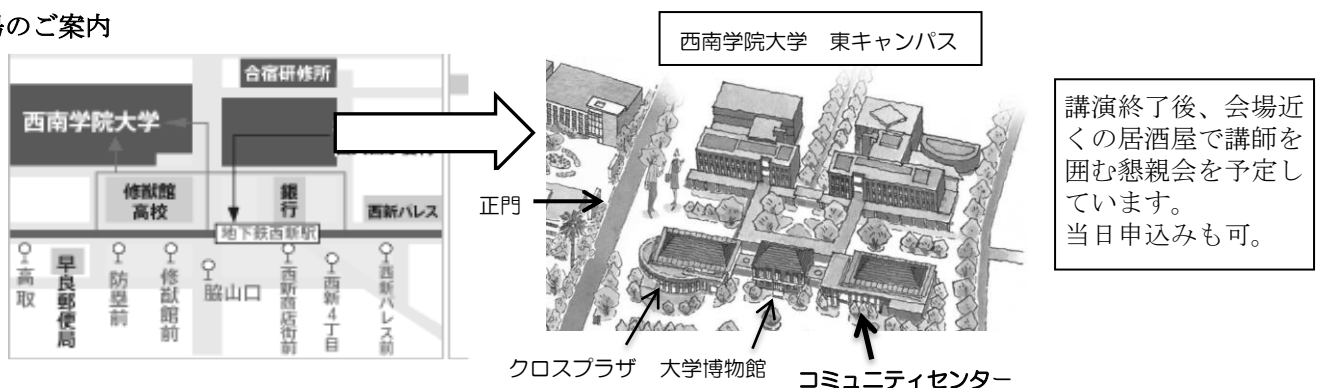 のご案内
西南学院大学 東キャンパス
合宿研修所
西南学院大学
修猷館
高校
銀行
西新パレス
地下鉄西新駅
高取
早良郵便局
防塁前
修猷館前
脇山口
西新商店街前
西新4丁目
西新パレス前
正門
クロスプラザ
大学博物館
コミュニティセンター
講演終了後、会場近
くの居酒屋で講師を
囲む懇親会を予定し
ています。
当日申込みも可。